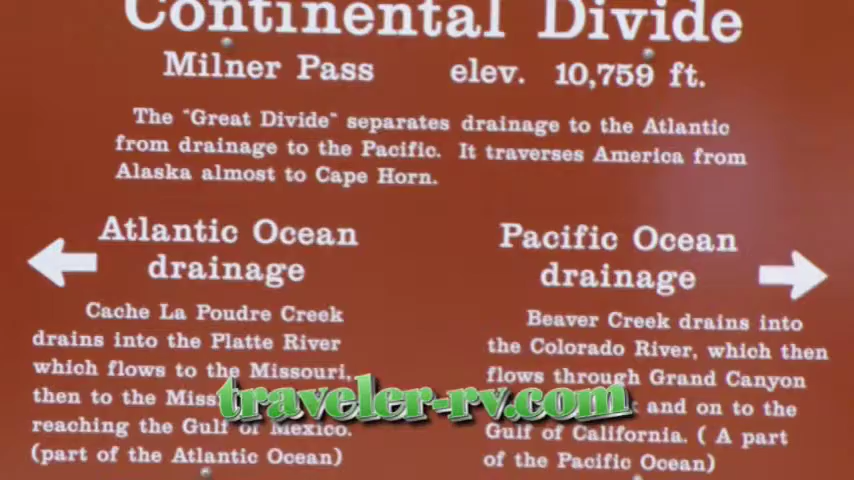 Continental Divide
Milner Pass elev. 10,759 ft.
The "Great Divide" separates drainage to the Atlantic
from drainage to the Pacific. It traverses America from
Alaska almost to Cape Horn.
Atlantic Ocean
drainage
Cache La Poudre Creek
drains into the Platte River
which flows to the Missouri,
then to the
reaching the Gulf of Mexico.
(part of the Atlantic Ocean)
Pacific Ocean
drainage
Beaver Creek drains into
the Colorado River, which then
flows through Grand Canyon
and on to the
Gulf of California. ( A part
of the Pacific Ocean)
traveler-rv.com